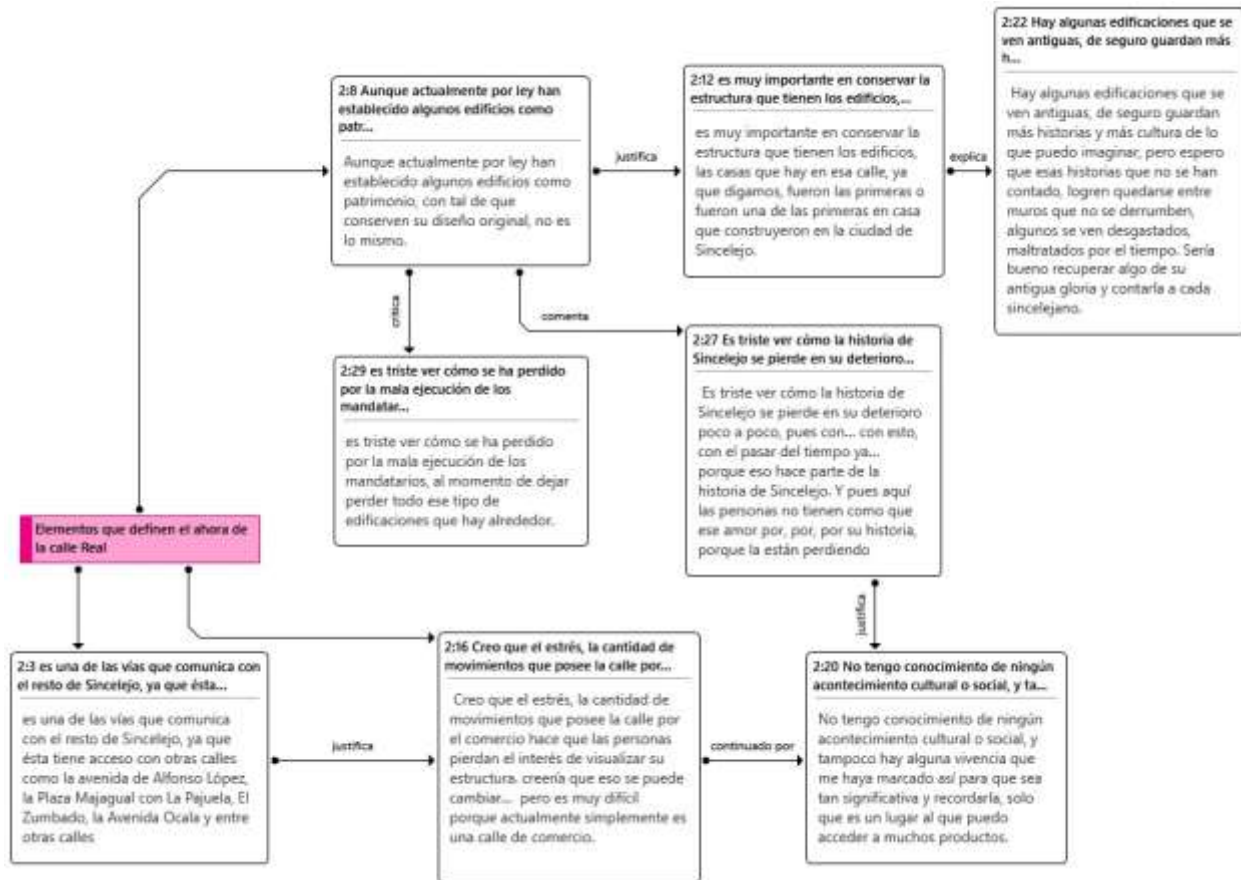 2:22 Hay algunas edificaciones que se
ven antiguas, de seguro guardan más
h...
Hay algunas edificaciones que se
ven antiguas, de seguro guardan
más historias y más cultura de lo
que puedo imaginar, pero espero
que esas historias que no se han
contado, logren quedarse entre
muros que no se derrumben,
algunos se ven desgastados,
maltratados por el tiempo. Sería
bueno recuperar algo de su
antigua gloria y contarla a cada
sincelejano.
2:8 Aunque actualmente por ley han
establecido algunos edificios como
patr...
Aunque actualmente por ley han
establecido algunos edificios como
patrimonio, con tal de que
conserven su diseño original, no es
lo mismo.
justifica
2:12 es muy importante en conservar la
estructura que tienen los edificios,...
es muy importante en conservar la
estructura que tienen los edificios,
las casas que hay en esa calle, ya
que digamos, fueron las primeras o
fueron una de las primeras en casa
que construyeron en la ciudad de
Sincelejo.
explica
critica
comenta
2:29 es triste ver cómo se ha perdido
por la mala ejecución de los
mandatar...
es triste ver cómo se ha perdido
por la mala ejecución de los
mandatarios, al momento de dejar
perder todo ese tipo de
edificaciones que hay alrededor.
2:27 Es triste ver cómo la historia de
Sincelejo se pierde en su deterioro...
Es triste ver cómo la historia de
Sincelejo se pierde en su deterioro
poco a poco, pues con... con esto,
con el pasar del tiempo ya...
porque eso hace parte de la
historia de Sincelejo. Y pues aquí
las personas no tienen como que
ese amor por, por, por su historia,
porque la están perdiendo
Elementos que definen el ahora de
la calle Real
justifica
2:3 es una de las vías que comunica con
el resto de Sincelejo, ya que ésta...
es una de las vías que comunica
con el resto de Sincelejo, ya que
ésta tiene acceso con otras calles
como la avenida de Alfonso López,
la Plaza Majagual con La Pajuela, El
Zumbado, la Avenida Ocala y entre
otras calles
justifica
2:16 Creo que el estrés, la cantidad de
movimientos que posee la calle por...
Creo que el estrés, la cantidad de
movimientos que posee la calle por
el comercio hace que las personas
pierdan el interés de visualizar su
estructura. creería que eso se puede
cambiar... pero es muy difícil
porque actualmente simplemente es
una calle de comercio.
continuado por
2:20 No tengo conocimiento de ningún
acontecimiento cultural o social, y ta...
No tengo conocimiento de ningún
acontecimiento cultural o social, y
tampoco hay alguna vivencia que
me haya marcado así para que sea
tan significativa y recordarla, solo
que es un lugar al que puedo
acceder a muchos productos.